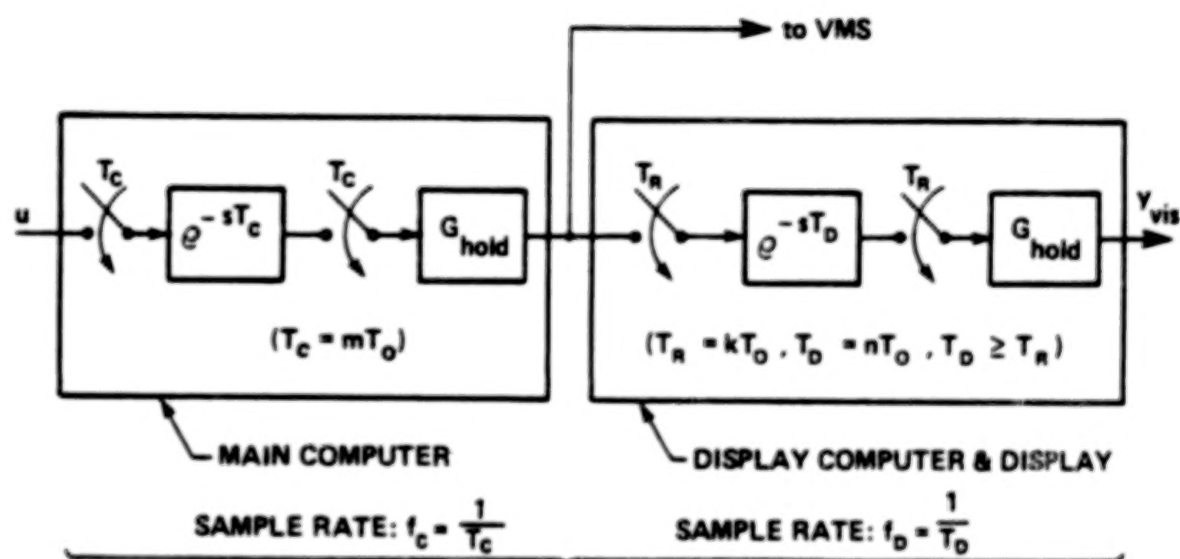 to VMS
T_C T_C T_R T_R
u e^{-sT_C} G_hold e^{-sT_D} G_hold y_vis
(T_C = mT_O) (T_R = kT_O, T_D = nT_O, T_D ≥ T_R)
MAIN COMPUTER DISPLAY COMPUTER & DISPLAY
SAMPLE RATE: f_C = 1/T_C SAMPLE RATE: f_D = 1/T_D